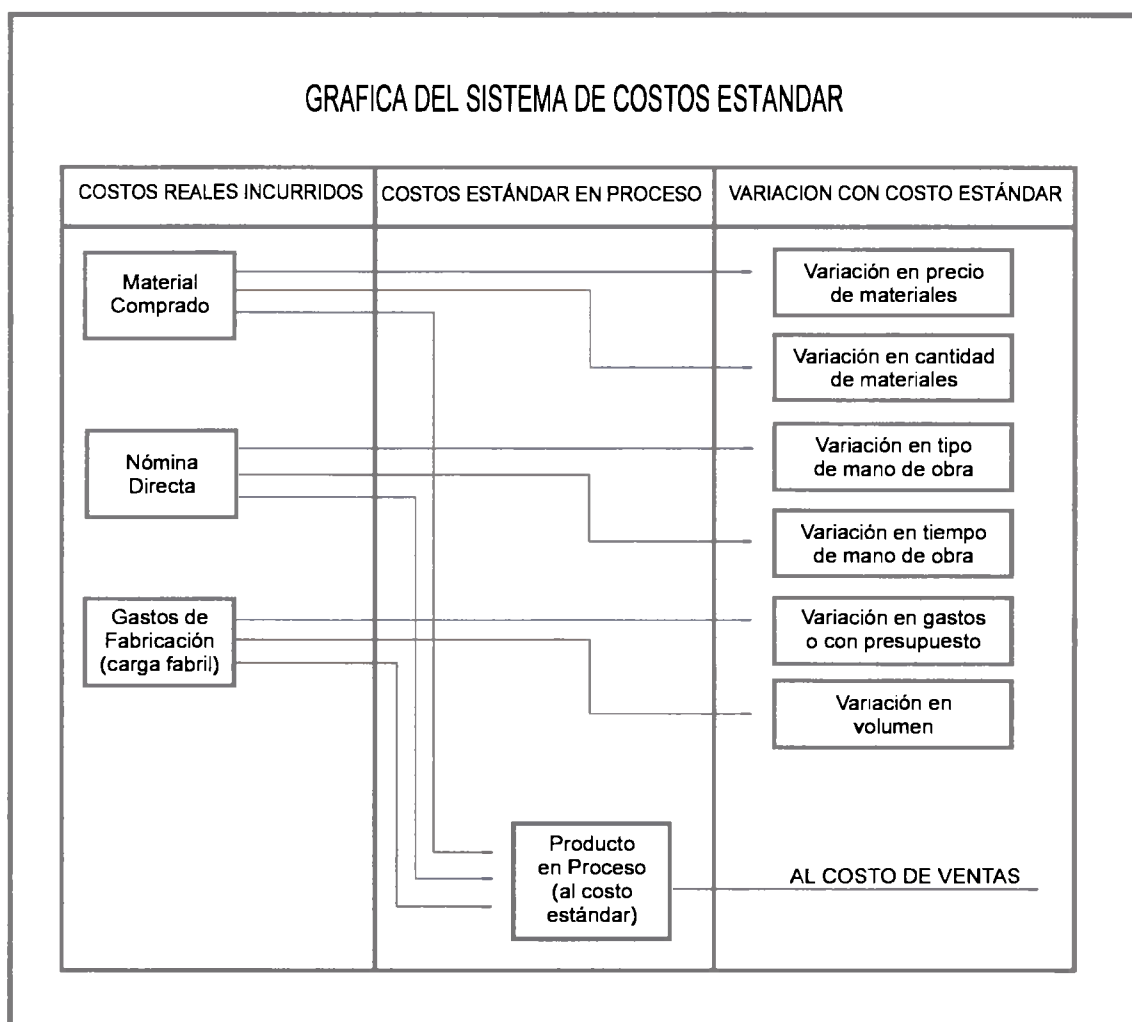 GRAFICA DEL SISTEMA DE COSTOS ESTANDAR
COSTOS REALES INCURRIDOS
COSTOS ESTÁNDAR EN PROCESO
VARIACION CON COSTO ESTÁNDAR
Material
Comprado
Variación en precio
de materiales
Variación en cantidad
de materiales
Nómina
Directa
Variación en tipo
de mano de obra
Variación en tiempo
de mano de obra
Gastos de
Fabricación
(carga fabril)
Variación en gastos
o con presupuesto
Variación en
volumen
Producto
en Proceso
(al costo
estándar)
AL COSTO DE VENTAS